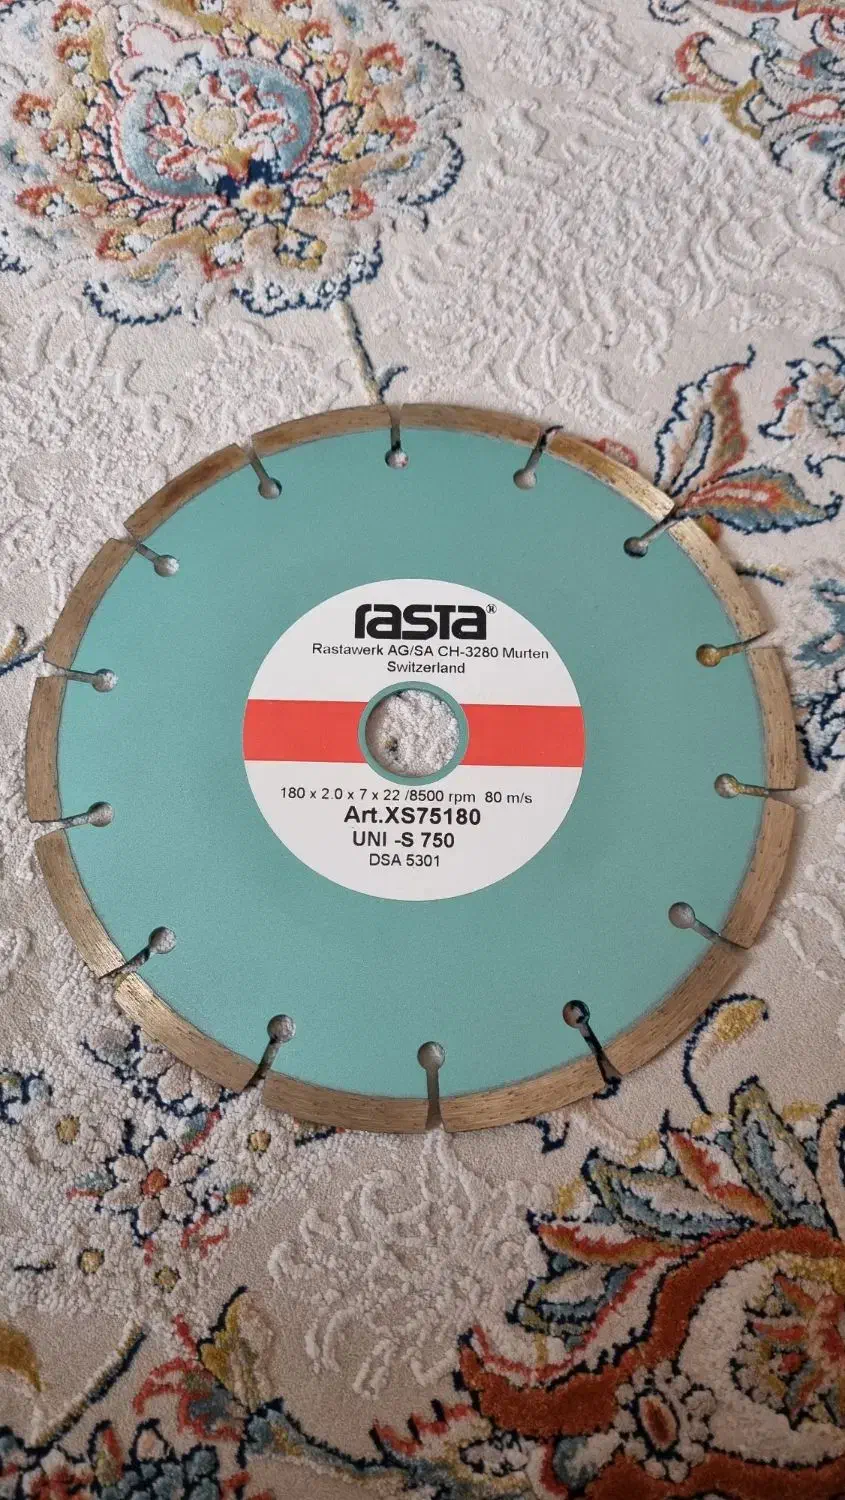 rasta®
Rastawerk AG/SA CH-3280 Murten
Switzerland
180 x 2.0 x 7 x 22 /8500 rpm 80 m/s
Art.XS75180
UNI -S 750
DSA 5301